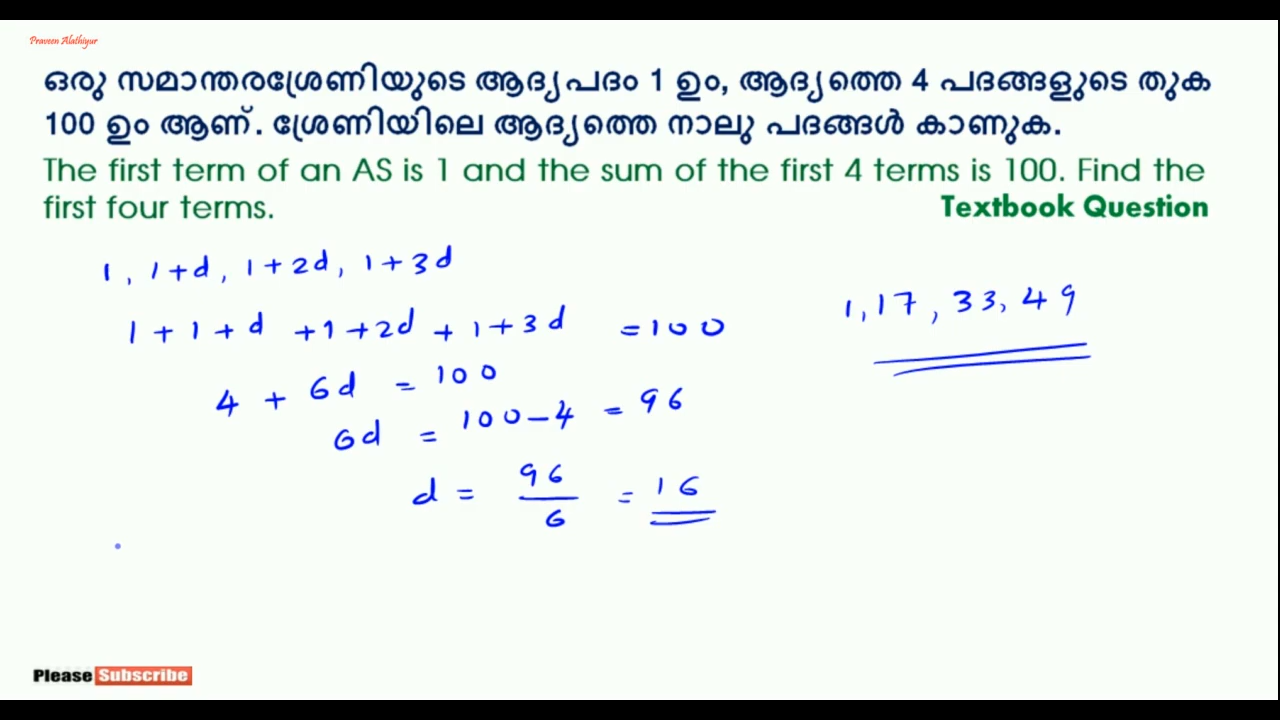 Praveen Alathiyur
ഒരു സമാന്തരശ്രേണിയുടെ ആദ്യപദം 1 ഉം, ആദ്യത്തെ 4 പദങ്ങളുടെ തുക
100 ഉം ആണ്. ശ്രേണിയിലെ ആദ്യത്തെ നാലു പദങ്ങൾ കാണുക.
The first term of an AS is 1 and the sum of the first 4 terms is 100. Find the
first four terms.
Textbook Question
1, 1+d, 1+2d, 1+3d
1 + 1 + d + 1 + 2d + 1 + 3d = 100
4 + 6d = 100
6d = 100 - 4 = 96
d = 96/6 = 16
1, 17, 33, 49
Please Subscribe